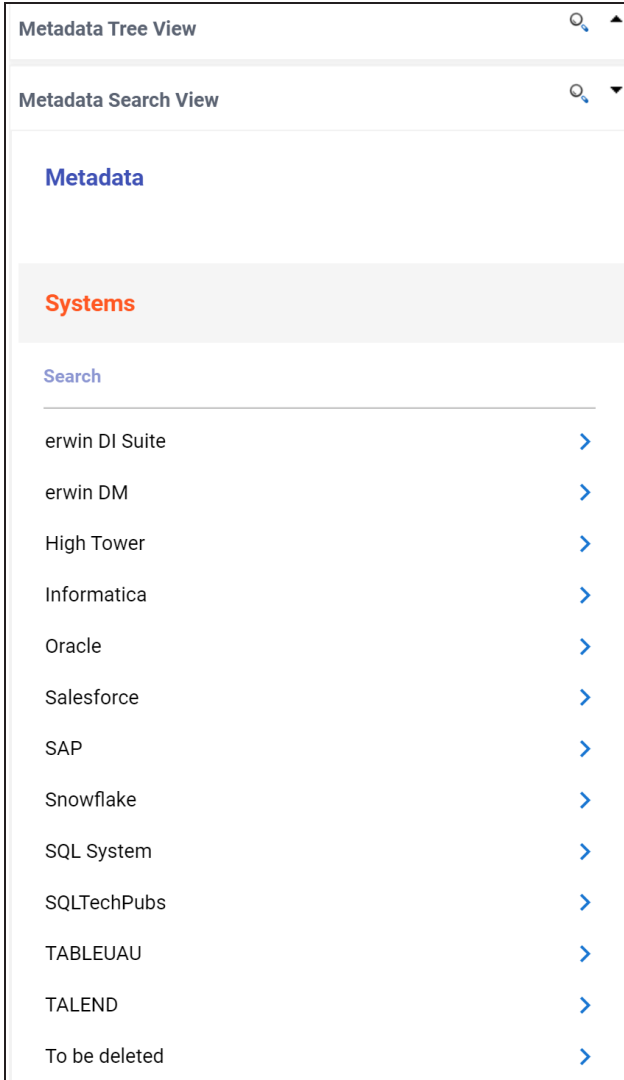 Metadata Tree View
Metadata Search View
Metadata
Systems
Search
erwin DI Suite
erwin DM
High Tower
Informatica
Oracle
Salesforce
SAP
Snowflake
SQL System
SQLTechPubs
TABLEUAU
TALEND
To be deleted